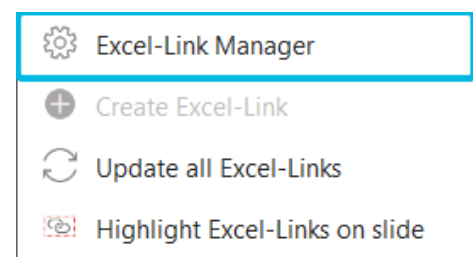 Excel-Link Manager
Create Excel-Link
Update all Excel-Links
Highlight Excel-Links on slide